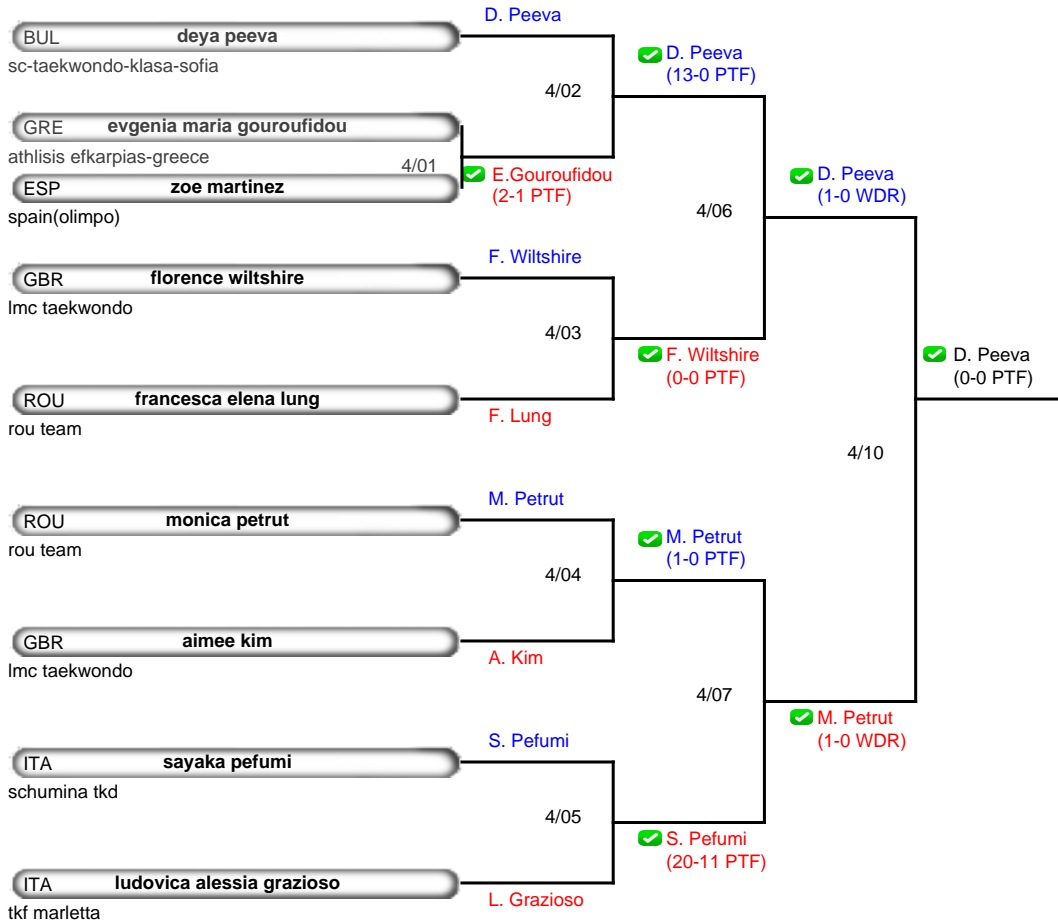 D. Peeva
BUL deya peeva
sc-taekwondo-klasa-sofia
D. Peeva
(13-0 PTF)
4/02
GRE evgenia maria gouroufidou
athlisis efkarpias-greece
4/01
E.Gouroufidou
(2-1 PTF)
ESP zoe martinez
spain(olimpo)
D. Peeva
(1-0 WDR)
4/06
F. Wiltshire
GBR florence wiltshire
lmc taekwondo
4/03
F. Wiltshire
(0-0 PTF)
D. Peeva
(0-0 PTF)
ROU francesca elena lung
rou team
F. Lung
4/10
M. Petrut
ROU monica petrut
rou team
M. Petrut
(1-0 PTF)
4/04
GBR aimee kim
lmc taekwondo
A. Kim
4/07
M. Petrut
(1-0 WDR)
S. Pefumi
ITA sayaka pefumi
schumina tkd
4/05
S. Pefumi
(20-11 PTF)
ITA ludovica alessia grazioso
tkf marletta
L. Grazioso